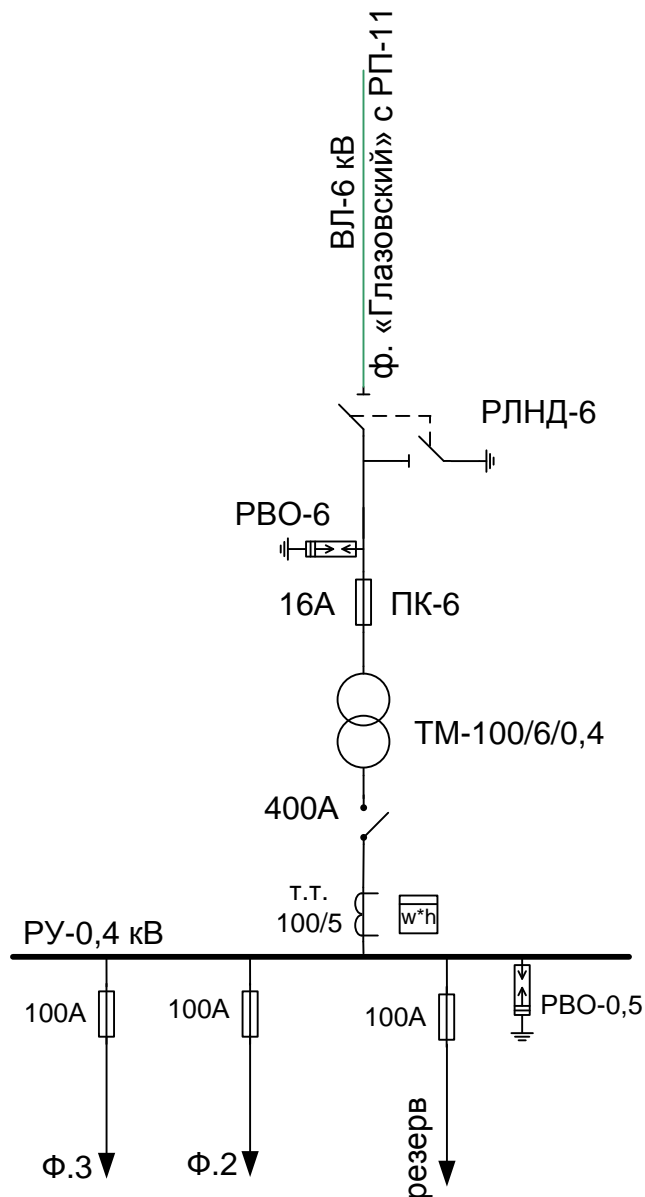 ВЛ-6 кВ
ф. «Глазовский» с РП-11
РЛНД-6
РВО-6
16А
ПК-6
ТМ-100/6/0,4
400А
т.т.
100/5
w*h
РУ-0,4 кВ
100А
100А
100А
РВО-0,5
Ф.3
Ф.2
резерв